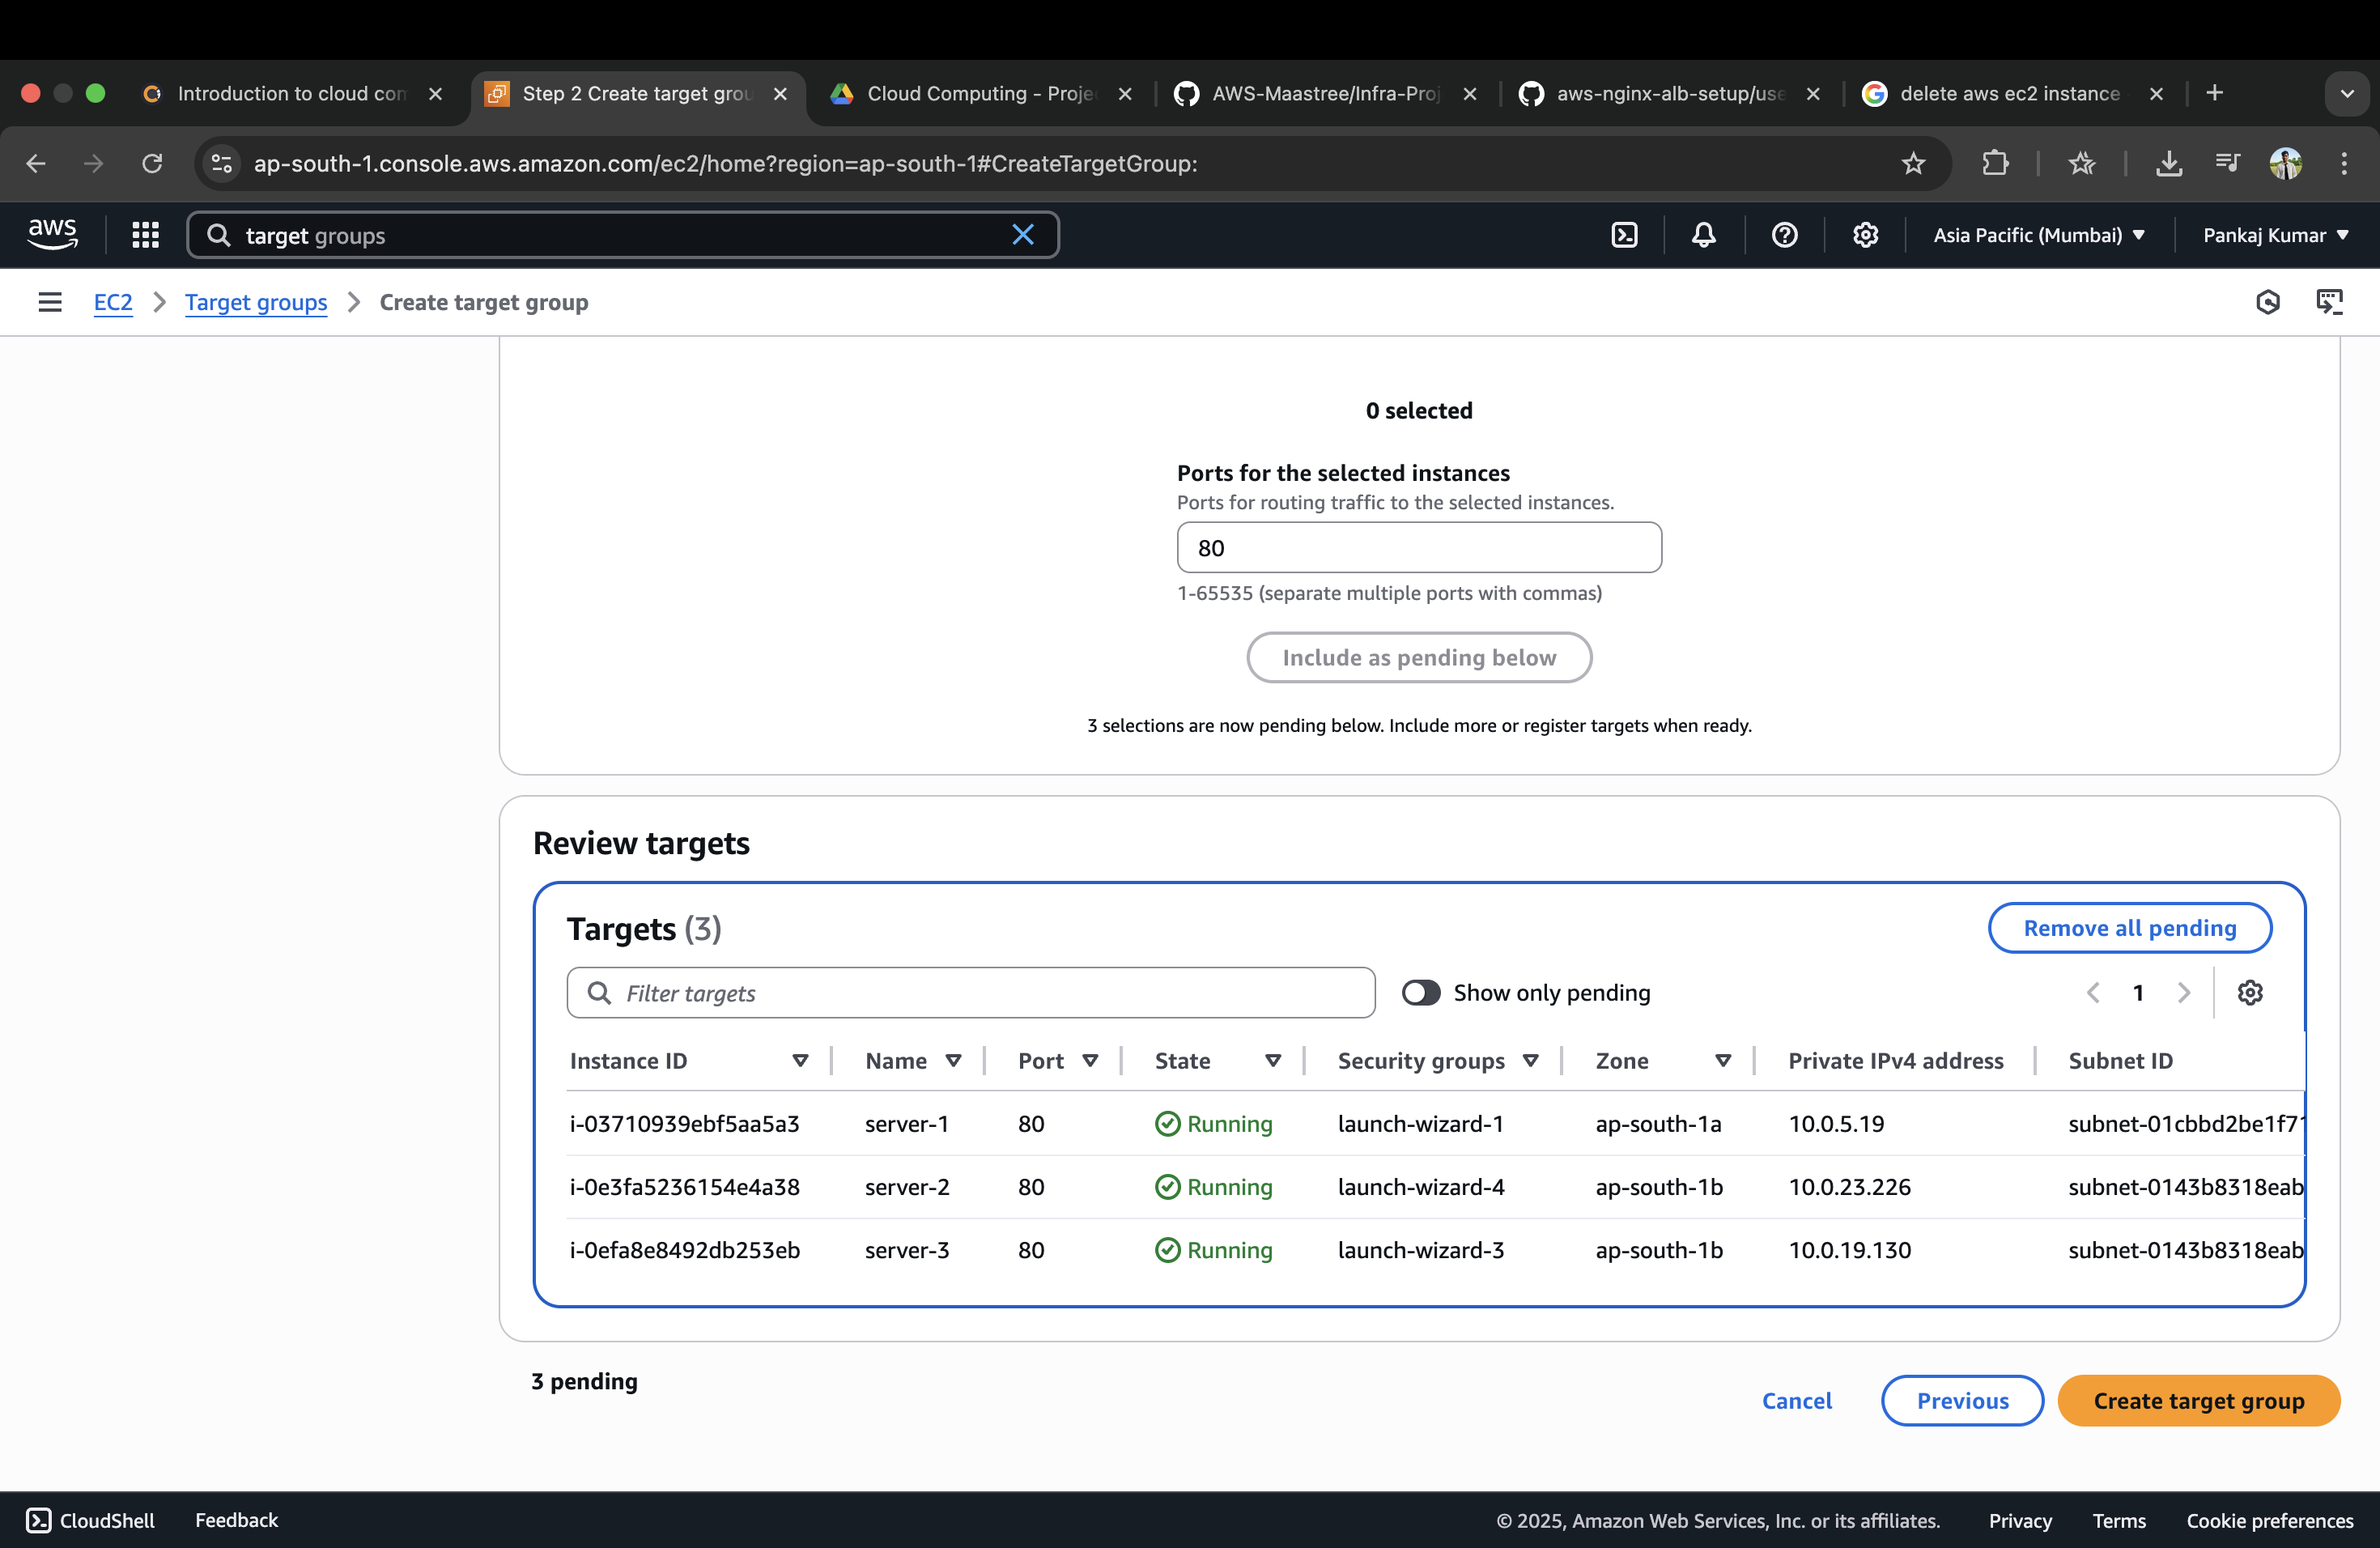 Introduction to cloud con
Step 2 Create target grou
Cloud Computing - Proje
AWS-Maastree/Infra-Proj
aws-nginx-alb-setup/use
delete aws ec2 instance
ap-south-1.console.aws.amazon.com/ec2/home?region=ap-south-1#CreateTargetGroup:
aws
target groups
Asia Pacific (Mumbai)
Pankaj Kumar
EC2
Target groups
Create target group
0 selected
Ports for the selected instances
Ports for routing traffic to the selected instances.
80
1-65535 (separate multiple ports with commas)
Include as pending below
3 selections are now pending below. Include more or register targets when ready.
Review targets
Targets (3)
Remove all pending
Filter targets
Show only pending
1
Instance ID Name Port State Security groups Zone Private IPv4 address Subnet ID
i-03710939ebf5aa5a3 server-1 80 Running launch-wizard-1 ap-south-1a 10.0.5.19 subnet-01cbbd2be1f71
i-0e3fa5236154e4a38 server-2 80 Running launch-wizard-4 ap-south-1b 10.0.23.226 subnet-0143b8318eab
i-0efa8e8492db253eb server-3 80 Running launch-wizard-3 ap-south-1b 10.0.19.130 subnet-0143b8318eab
3 pending
Cancel
Previous
Create target group
CloudShell
Feedback
© 2025, Amazon Web Services, Inc. or its affiliates.
Privacy
Terms
Cookie preferences